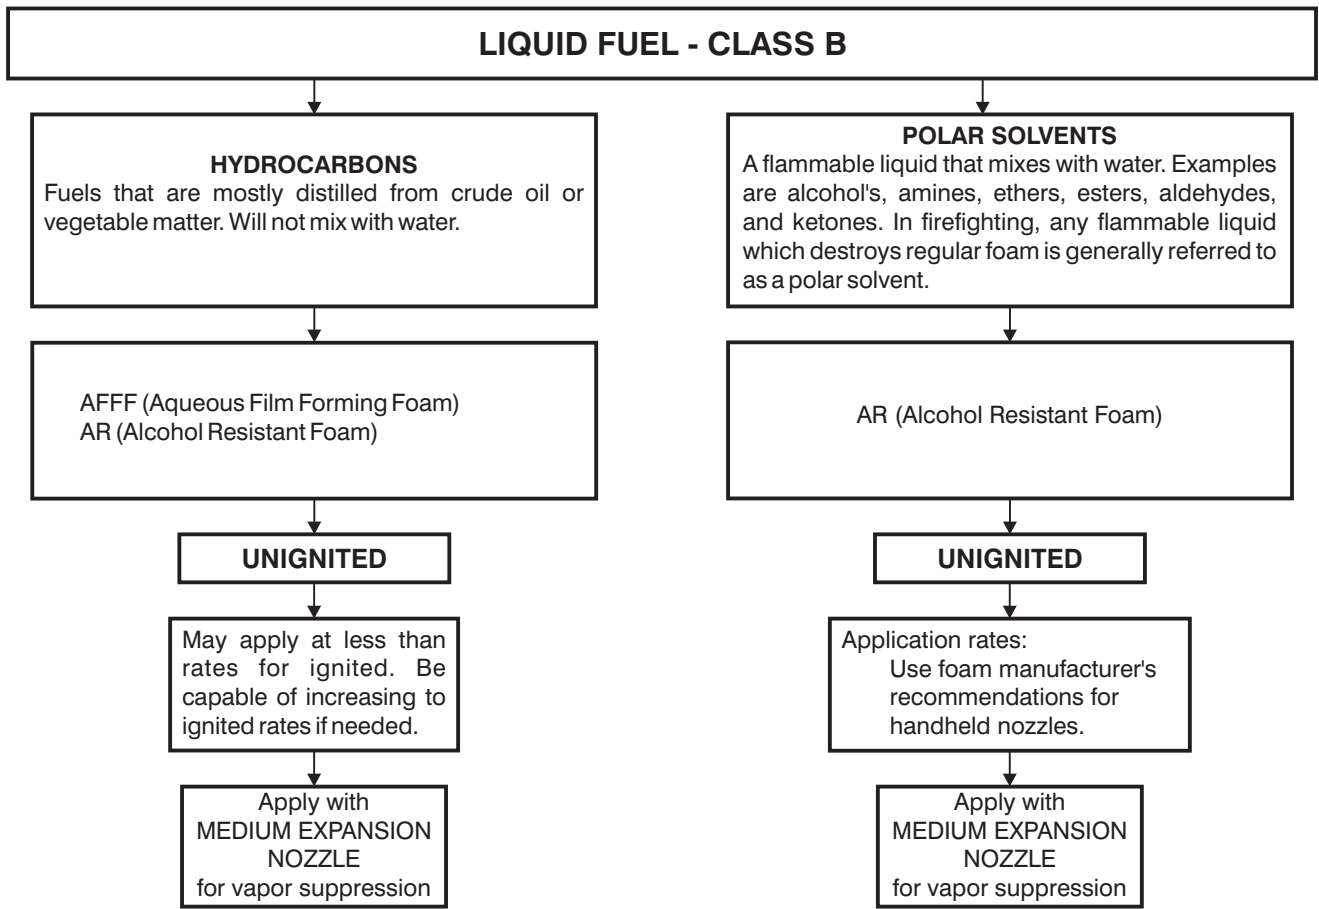 LIQUID FUEL - CLASS B
HYDROCARBONS
Fuels that are mostly distilled from crude oil or
vegetable matter. Will not mix with water.
AFFF (Aqueous Film Forming Foam)
AR (Alcohol Resistant Foam)
UNIGNITED
May apply at less than
rates for ignited. Be
capable of increasing to
ignited rates if needed.
Apply with
MEDIUM EXPANSION
NOZZLE
for vapor suppression
POLAR SOLVENTS
A flammable liquid that mixes with water. Examples
are alcohol's, amines, ethers, esters, aldehydes,
and ketones. In firefighting, any flammable liquid
which destroys regular foam is generally referred to
as a polar solvent.
AR (Alcohol Resistant Foam)
UNIGNITED
Application rates:
Use foam manufacturer's
recommendations for
handheld nozzles.
Apply with
MEDIUM EXPANSION
NOZZLE
for vapor suppression